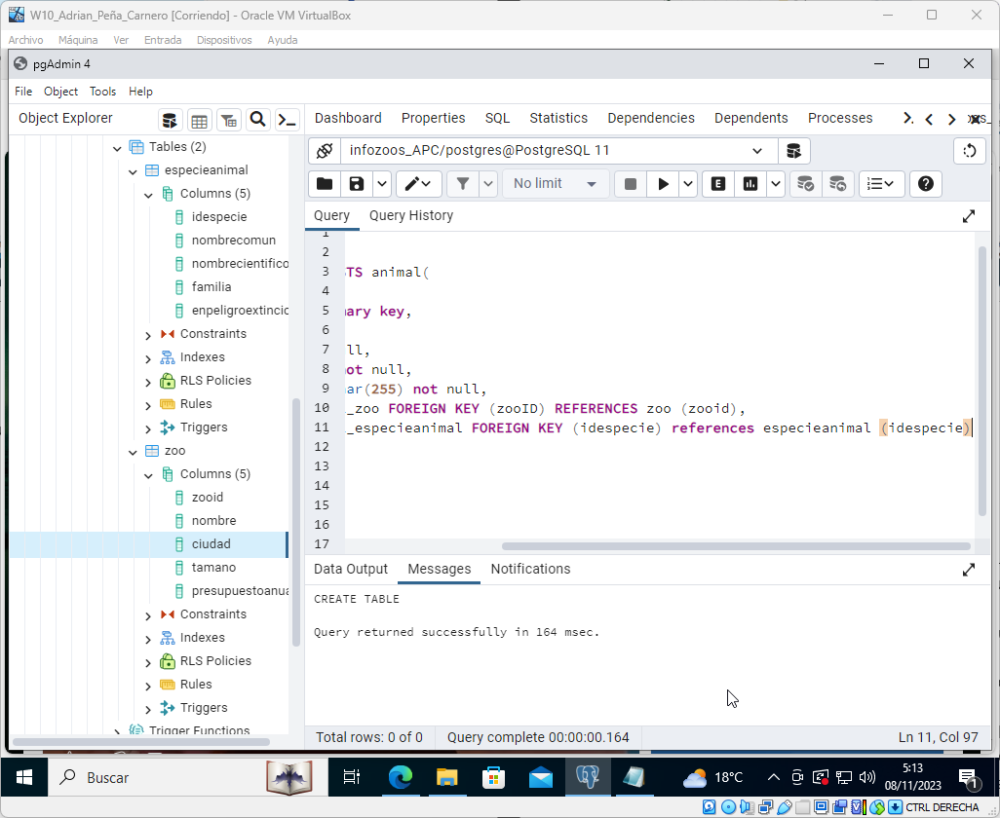 W10_Adrian_Peña_Carnero [Corriendo] - Oracle VM VirtualBox
Archivo Máquina Ver Entrada Dispositivos Ayuda
pgAdmin 4
File Object Tools Help
Object Explorer
Dashboard Properties SQL Statistics Dependencies Dependents Processes
infozoos_APC/postgres@PostgreSQL 11
No limit
E
Query Query History
Tables (2)
especieanimal
Columns (5)
idespecie
nombrecomun
nombrecientifico
familia
enpeligroextincio
Constraints
Indexes
RLS Policies
Rules
Triggers
zoo
Columns (5)
zooid
nombre
ciudad
tamano
presupuestoanua
Constraints
Indexes
RLS Policies
Rules
Triggers
Trigger Functions
1
2
3 STS animal(
4
5 mary key,
6
7 ll,
8 not null,
9 ar(255) not null,
10 _zoo FOREIGN KEY (zooID) REFERENCES zoo (zooid),
11 _especieanimal FOREIGN KEY (idespecie) references especieanimal (idespecie)
12
13
14
15
16
17
Data Output Messages Notifications
CREATE TABLE
Query returned successfully in 164 msec.
Total rows: 0 of 0 Query complete 00:00:00.164 Ln 11, Col 97
Buscar
18°C
5:13
08/11/2023
1
CTRL DERECHA